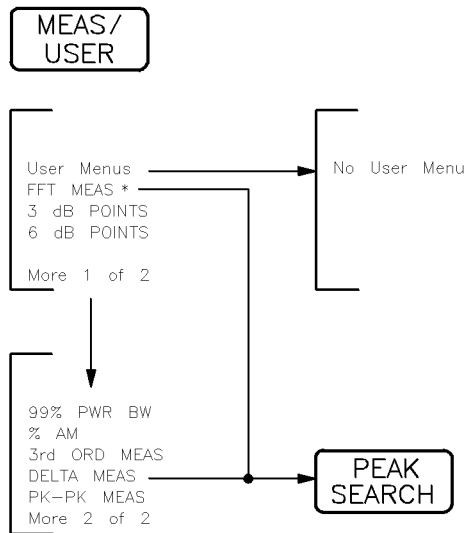 MEAS/
USER
User Menus
FFT MEAS *
3 dB POINTS
6 dB POINTS
More 1 of 2
No User Menu
99% PWR BW
% AM
3rd ORD MEAS
DELTA MEAS
PK-PK MEAS
More 2 of 2
PEAK
SEARCH